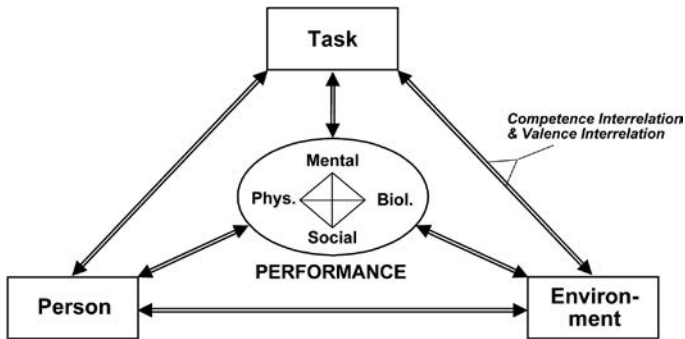 Task
Competence Interrelation
& Valence Interrelation
Mental
Phys. Biol.
Social
PERFORMANCE
Person
Environ-
ment